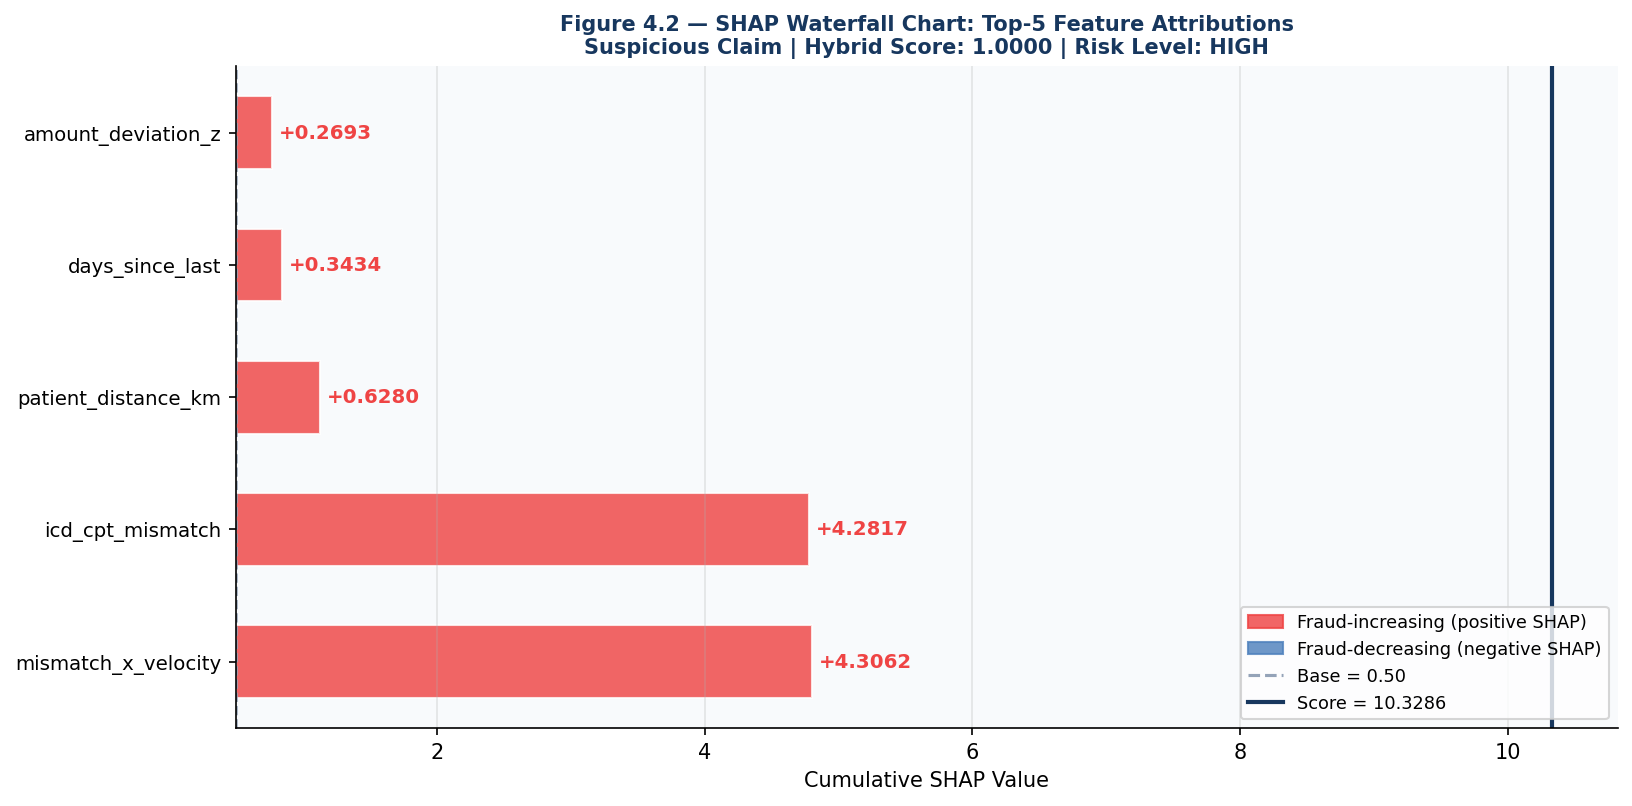 Figure 4.2 — SHAP Waterfall Chart: Top-5 Feature Attributions
Suspicious Claim | Hybrid Score: 1.0000 | Risk Level: HIGH
amount_deviation_z
+0.2693
days_since_last
+0.3434
patient_distance_km
+0.6280
icd_cpt_mismatch
+4.2817
mismatch_x_velocity
+4.3062
Fraud-increasing (positive SHAP)
Fraud-decreasing (negative SHAP)
Base = 0.50
Score = 10.3286
2 4 6 8 10
Cumulative SHAP Value